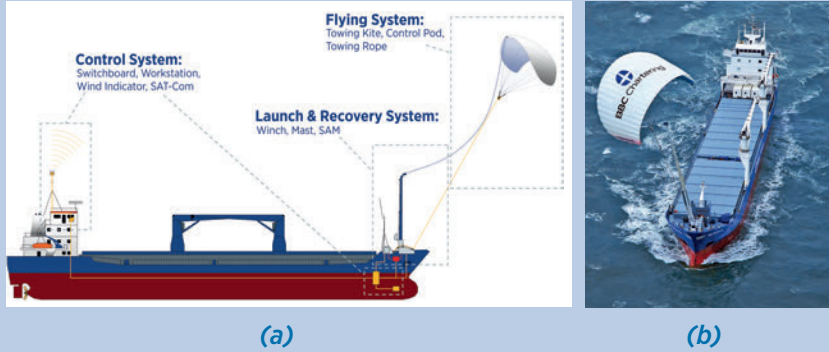 Flying System:
Towing Kite, Control Pod,
Towing Rope
Control System:
Switchboard, Workstation,
Wind Indicator, SAT-Com
Launch & Recovery System:
Winch, Mast, SAM
BBC Chartering
(a)
(b)